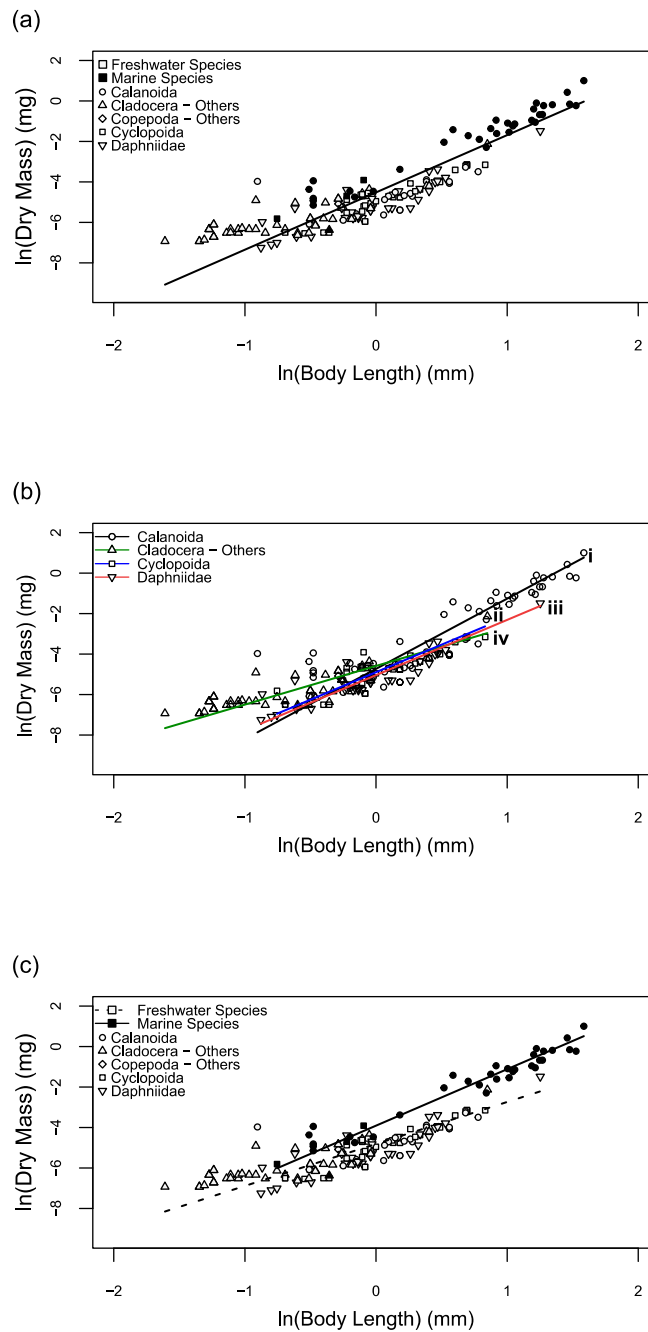 (a)
Freshwater Species
Marine Species
Calanoida
Cladocera − Others
Copepoda − Others
Cyclopoida
Daphniidae
2
0
−2
−4
−6
−8
ln(Dry Mass) (mg)
−2 −1 0 1 2
ln(Body Length) (mm)
(b)
Calanoida
Cladocera − Others
Cyclopoida
Daphniidae
i
ii
iii
iv
2
0
−2
−4
−6
−8
ln(Dry Mass) (mg)
−2 −1 0 1 2
ln(Body Length) (mm)
(c)
Freshwater Species
Marine Species
Calanoida
Cladocera − Others
Copepoda − Others
Cyclopoida
Daphniidae
2
0
−2
−4
−6
−8
ln(Dry Mass) (mg)
−2 −1 0 1 2
ln(Body Length) (mm)